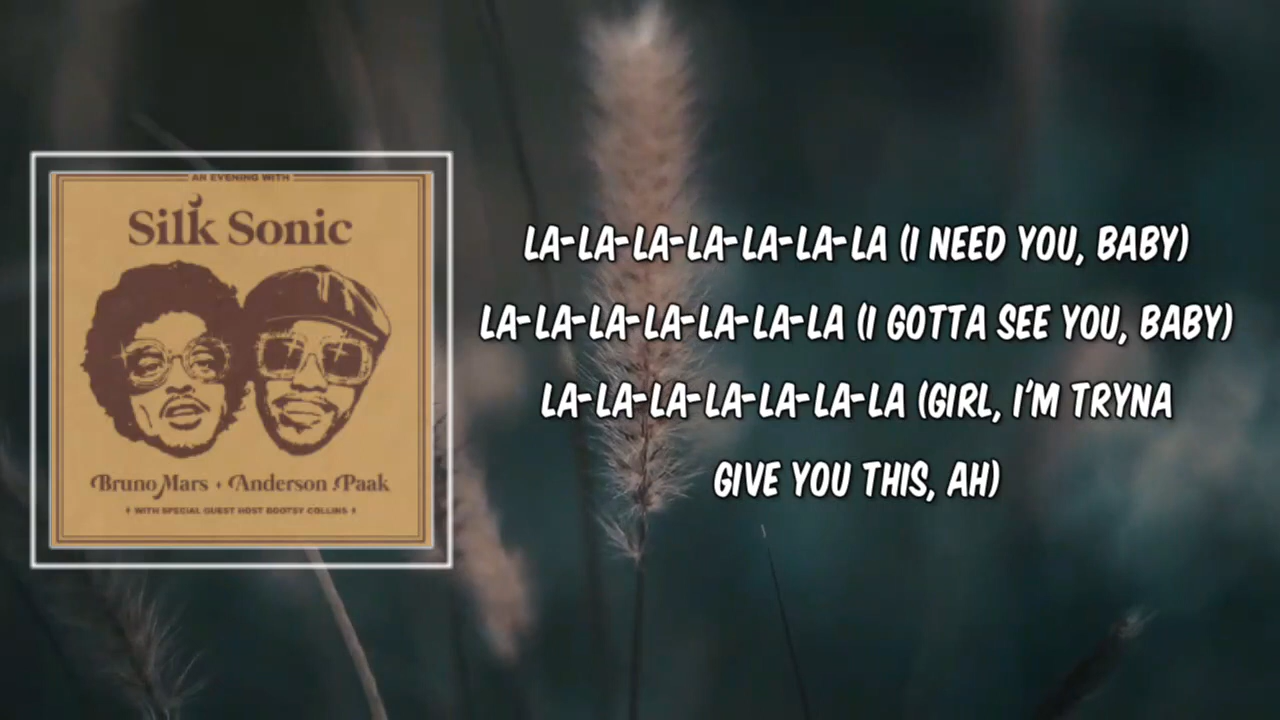 AN EVENING WITH
Silk Sonic
Bruno Mars + Anderson .Paak
WITH SPECIAL GUEST HOST BOOTSY COLLINS
LA-LA-LA-LA-LA-LA-LA (I NEED YOU, BABY)
LA-LA-LA-LA-LA-LA-LA (I GOTTA SEE YOU, BABY)
LA-LA-LA-LA-LA-LA-LA (GIRL, I'M TRYNA
GIVE YOU THIS, AH)